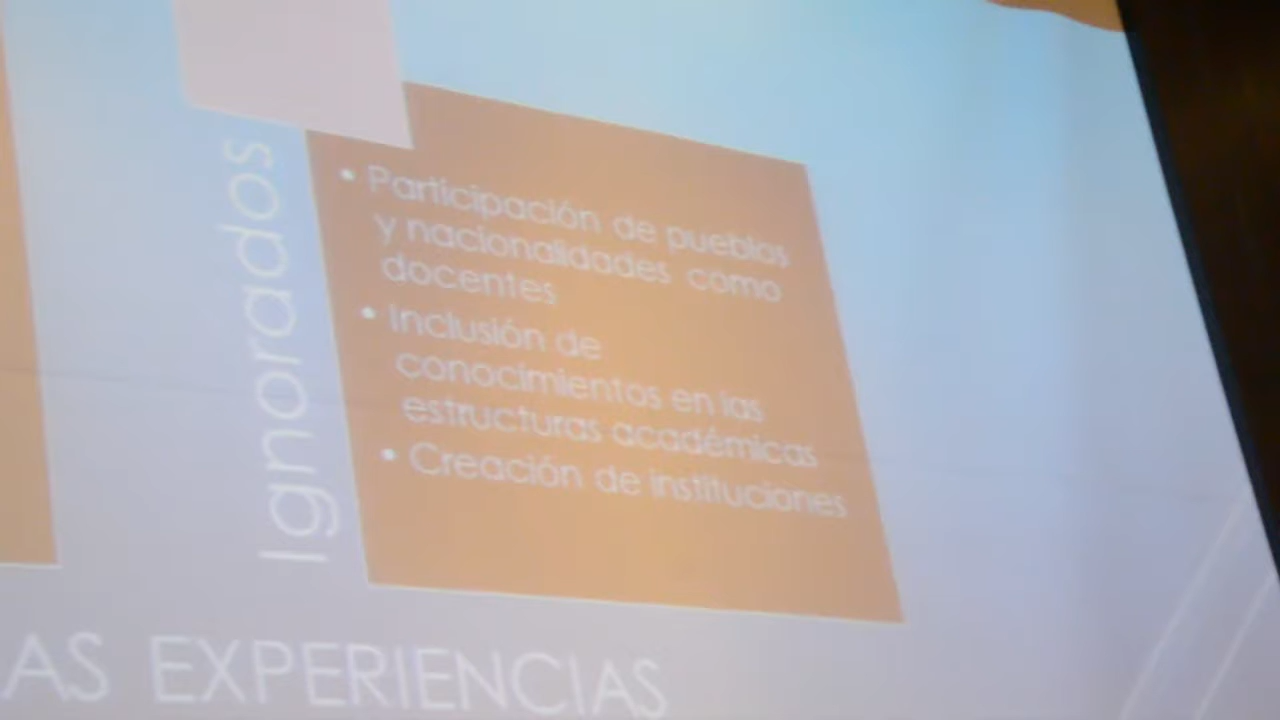 Ignorados
• Participación de pueblos
y nacionalidades como
docentes
• Inclusión de
conocimientos en las
estructuras académicas
• Creación de instituciones
AS EXPERIENCIAS